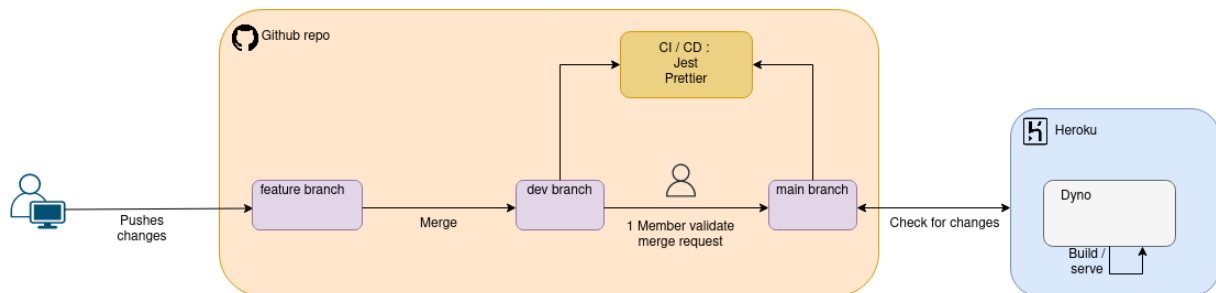 Github repo
CI / CD :
Jest
Prettier
Heroku
feature branch
dev branch
main branch
Dyno
Pushes
changes
Merge
1 Member validate
merge request
Check for changes
Build /
serve